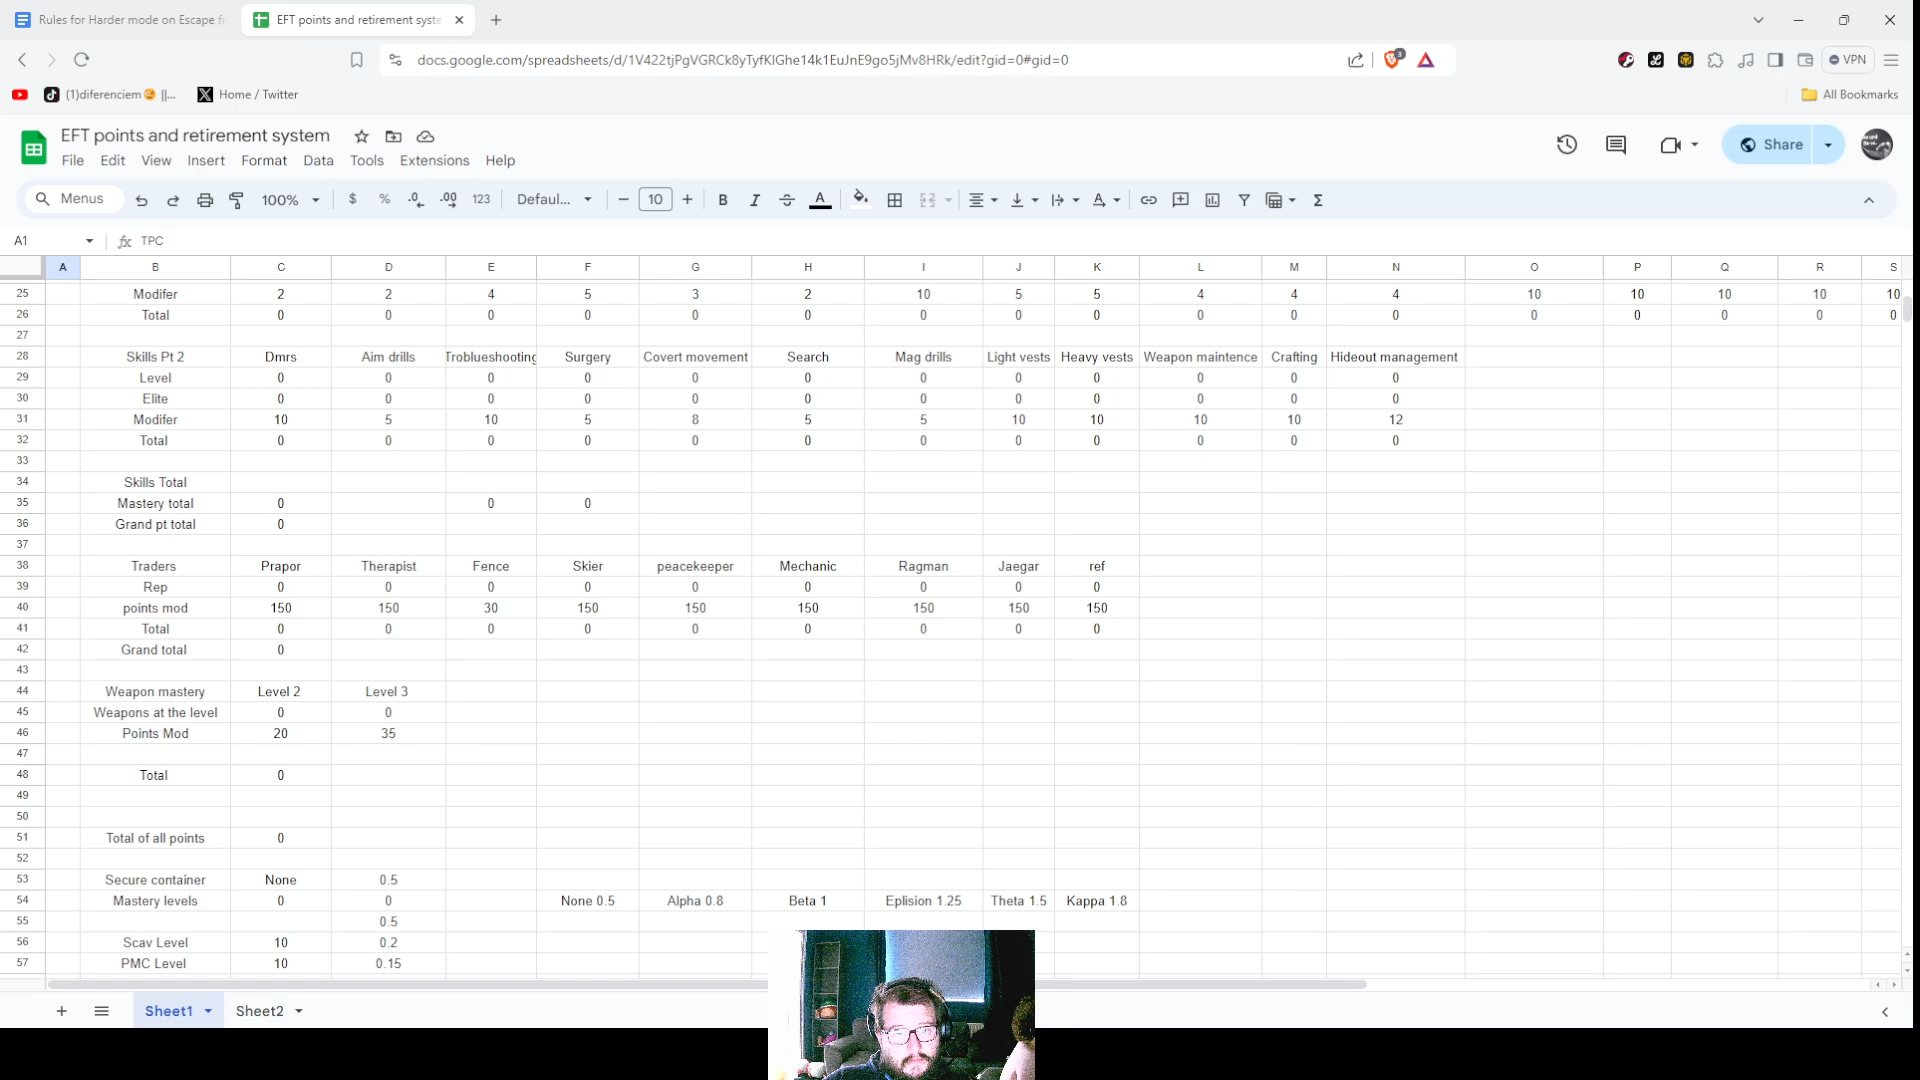 Rules for Harder mode on Escape fr
EFT points and retirement syste
docs.google.com/spreadsheets/d/1V422tjPgVGRCk8yTyfKlGhe14k1EuJnE9go5jMv8HRk/edit?gid=0#gid=0
3
VPN
(1)diferenciem😊 ||...
Home / Twitter
All Bookmarks
EFT points and retirement system
File Edit View Insert Format Data Tools Extensions Help
Share
Menus
100%
$ % .0 .00 123 Defaul... 10 B I A Σ
A1
fx TPC
A B C D E F G H I J K L M N O P Q R S
25 Modifer 2 2 4 5 3 2 10 5 5 4 4 4 10 10 10 10 10
26 Total 0 0 0 0 0 0 0 0 0 0 0 0 0 0 0 0 0
27
28 Skills Pt 2 Dmrs Aim drills Troblueshooting Surgery Covert movement Search Mag drills Light vests Heavy vests Weapon maintence Crafting Hideout management
29 Level 0 0 0 0 0 0 0 0 0 0 0 0
30 Elite 0 0 0 0 0 0 0 0 0 0 0 0
31 Modifer 10 5 10 5 8 5 5 10 10 10 10 12
32 Total 0 0 0 0 0 0 0 0 0 0 0 0
33
34 Skills Total
35 Mastery total 0 0 0
36 Grand pt total 0
37
38 Traders Prapor Therapist Fence Skier peacekeeper Mechanic Ragman Jaegar ref
39 Rep 0 0 0 0 0 0 0 0 0
40 points mod 150 150 30 150 150 150 150 150 150
41 Total 0 0 0 0 0 0 0 0 0
42 Grand total 0
43
44 Weapon mastery Level 2 Level 3
45 Weapons at the level 0 0
46 Points Mod 20 35
47
48 Total 0
49
50
51 Total of all points 0
52
53 Secure container None 0.5
54 Mastery levels 0 0 None 0.5 Alpha 0.8 Beta 1 Eplision 1.25 Theta 1.5 Kappa 1.8
55 0.5
56 Scav Level 10 0.2
57 PMC Level 10 0.15
Sheet1
Sheet2